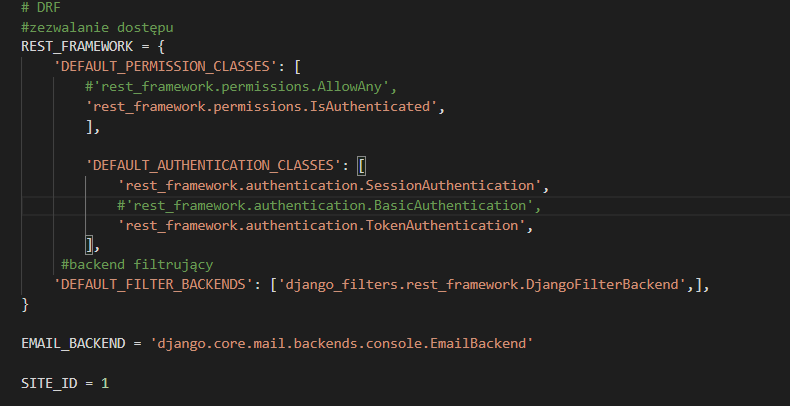 # DRF
#zezwalanie dostępu
REST_FRAMEWORK = {
    'DEFAULT_PERMISSION_CLASSES': [
        #'rest_framework.permissions.AllowAny',
        'rest_framework.permissions.IsAuthenticated',
        ],

        'DEFAULT_AUTHENTICATION_CLASSES': [
            'rest_framework.authentication.SessionAuthentication',
            #'rest_framework.authentication.BasicAuthentication',
            'rest_framework.authentication.TokenAuthentication',
        ],
     #backend filtrujący
    'DEFAULT_FILTER_BACKENDS': ['django_filters.rest_framework.DjangoFilterBackend',],
}

EMAIL_BACKEND = 'django.core.mail.backends.console.EmailBackend'

SITE_ID = 1